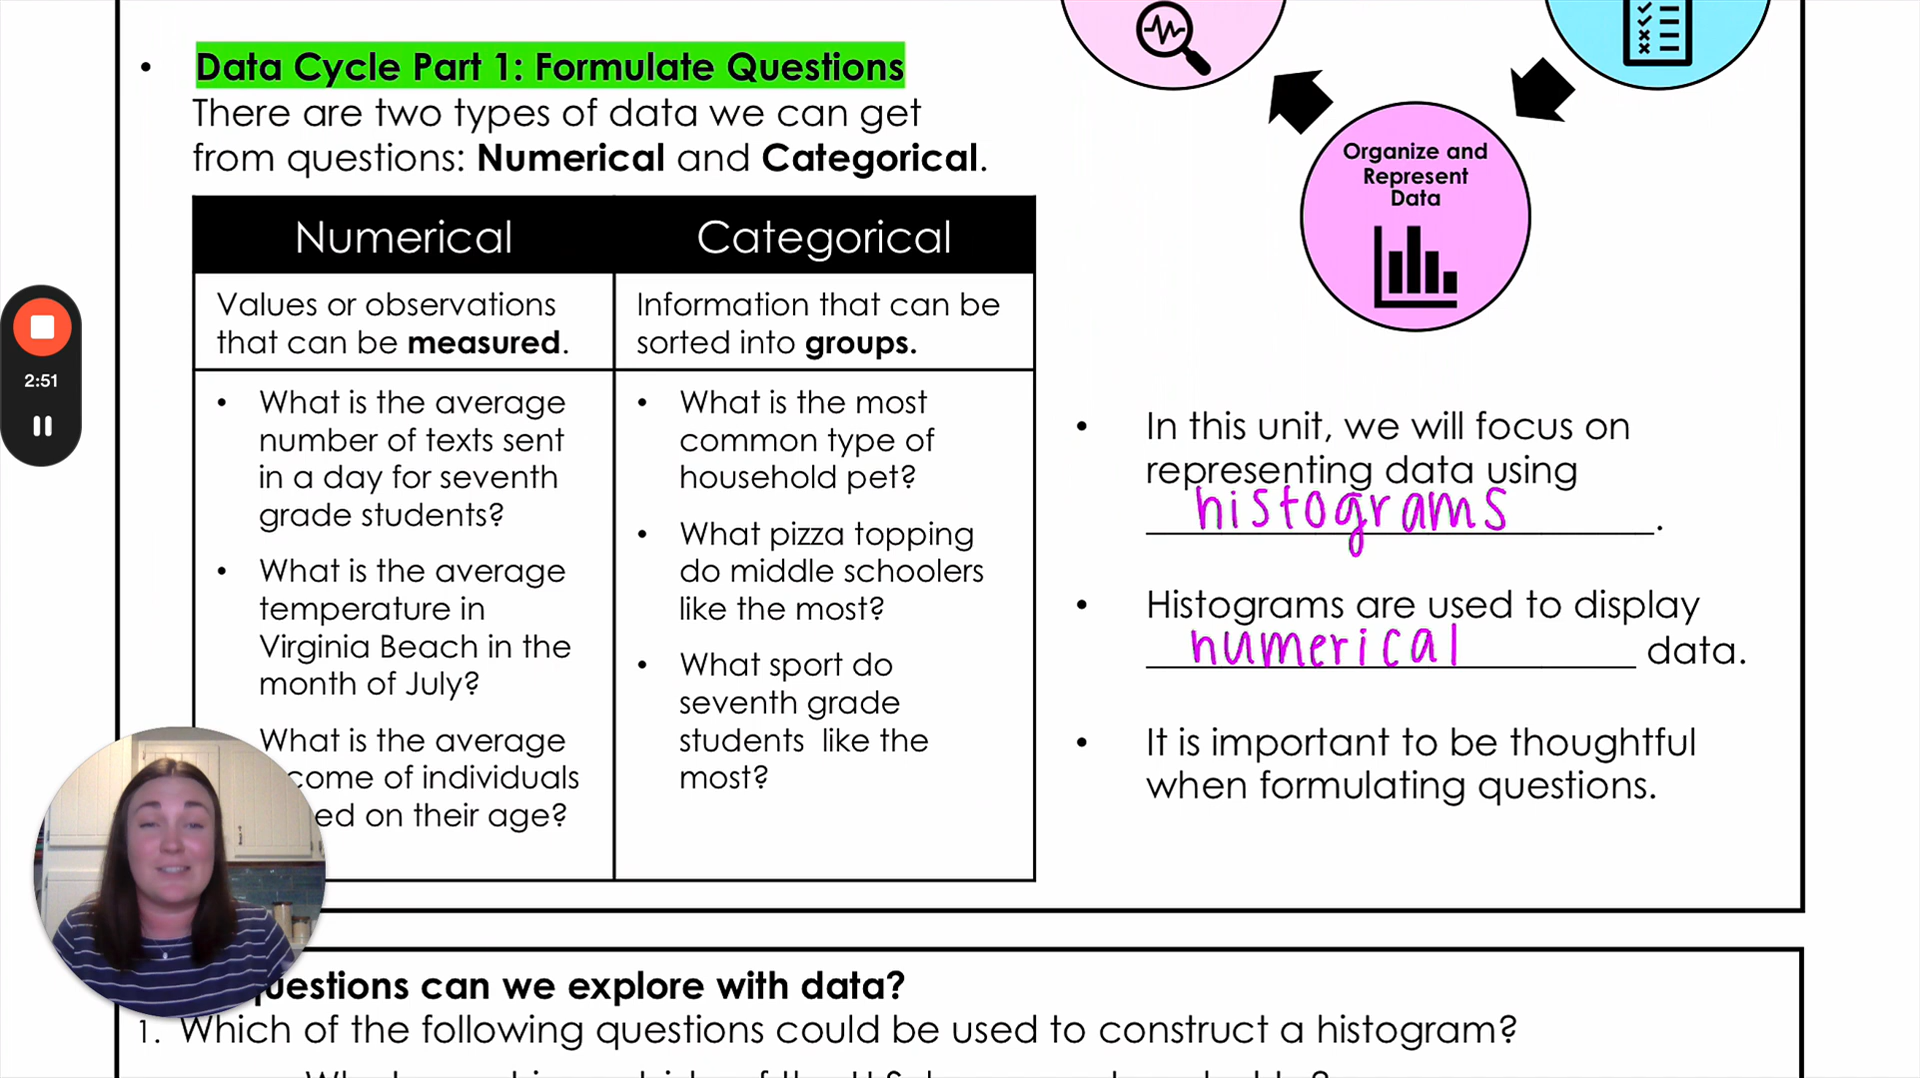 • Data Cycle Part 1: Formulate Questions
There are two types of data we can get
from questions: Numerical and Categorical.
Numerical
Values or observations
that can be measured.
• What is the average
number of texts sent
in a day for seventh
grade students?
• What is the average
temperature in
Virginia Beach in the
month of July?
What is the average
come of individuals
ed on their age?
Categorical
Information that can be
sorted into groups.
• What is the most
common type of
household pet?
• What pizza topping
do middle schoolers
like the most?
• What sport do
seventh grade
students like the
most?
Organize and
Represent
Data
• In this unit, we will focus on
representing data using
histograms.
• Histograms are used to display
numerical data.
• It is important to be thoughtful
when formulating questions.
2:51
uestions can we explore with data?
1. Which of the following questions could be used to construct a histogram?